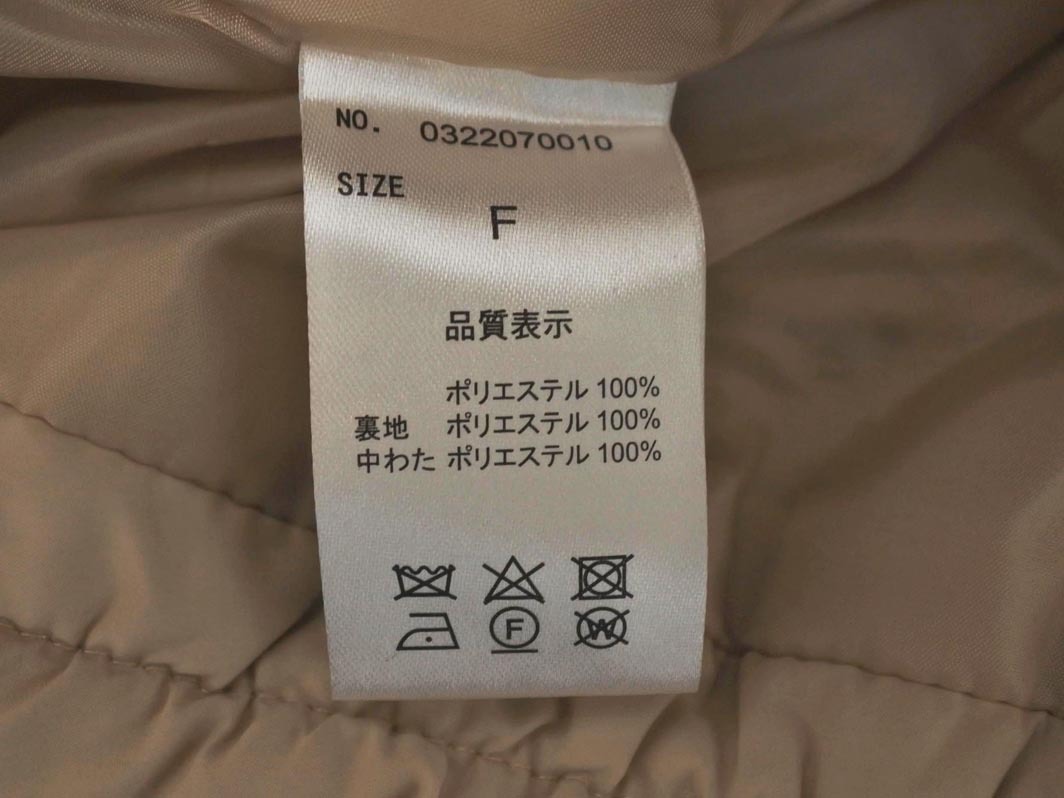 NO. 0322070010
SIZE
F
品質表示
ポリエステル 100%
裏地 ポリエステル 100%
中わた ポリエステル 100%
F W